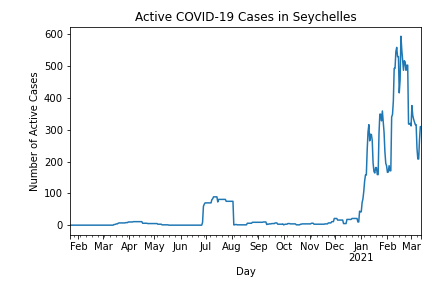 Active COVID-19 Cases in Seychelles
Number of Active Cases
600
500
400
300
200
100
0
Feb Mar Apr May Jun Jul Aug Sep Oct Nov Dec Jan Feb Mar
2021
Day